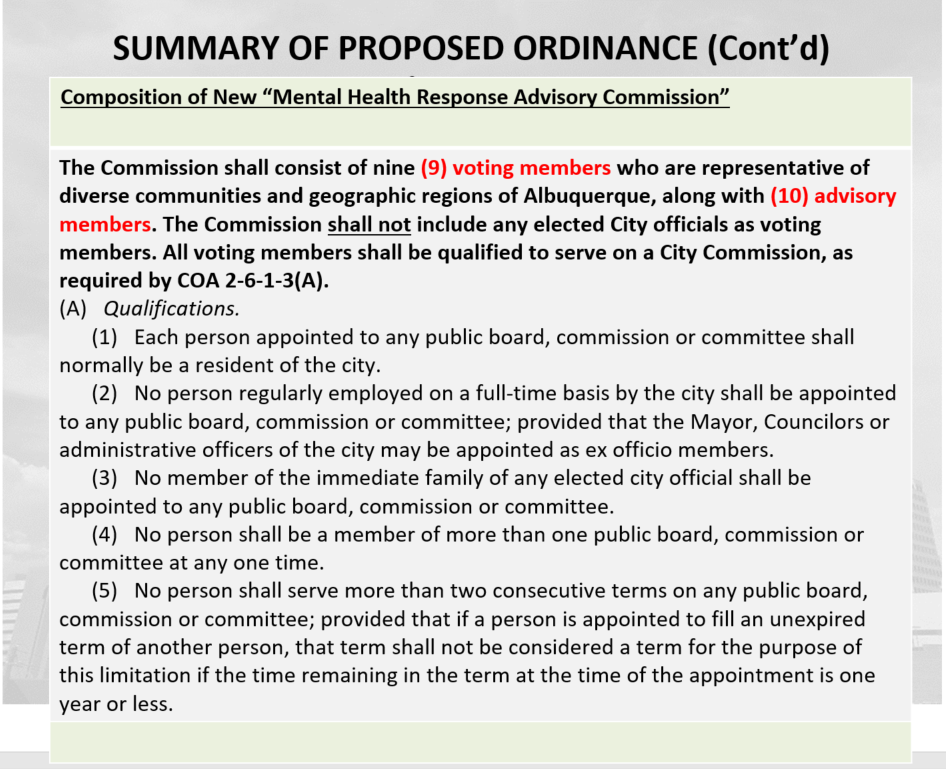 SUMMARY OF PROPOSED ORDINANCE (Cont’d)
Composition of New “Mental Health Response Advisory Commission”
The Commission shall consist of nine (9) voting members who are representative of
diverse communities and geographic regions of Albuquerque, along with (10) advisory
members. The Commission shall not include any elected City officials as voting
members. All voting members shall be qualified to serve on a City Commission, as
required by COA 2-6-1-3(A).
(A) Qualifications.
(1) Each person appointed to any public board, commission or committee shall
normally be a resident of the city.
(2) No person regularly employed on a full-time basis by the city shall be appointed
to any public board, commission or committee; provided that the Mayor, Councilors or
administrative officers of the city may be appointed as ex officio members.
(3) No member of the immediate family of any elected city official shall be
appointed to any public board, commission or committee.
(4) No person shall be a member of more than one public board, commission or
committee at any one time.
(5) No person shall serve more than two consecutive terms on any public board,
commission or committee; provided that if a person is appointed to fill an unexpired
term of another person, that term shall not be considered a term for the purpose of
this limitation if the time remaining in the term at the time of the appointment is one
year or less.